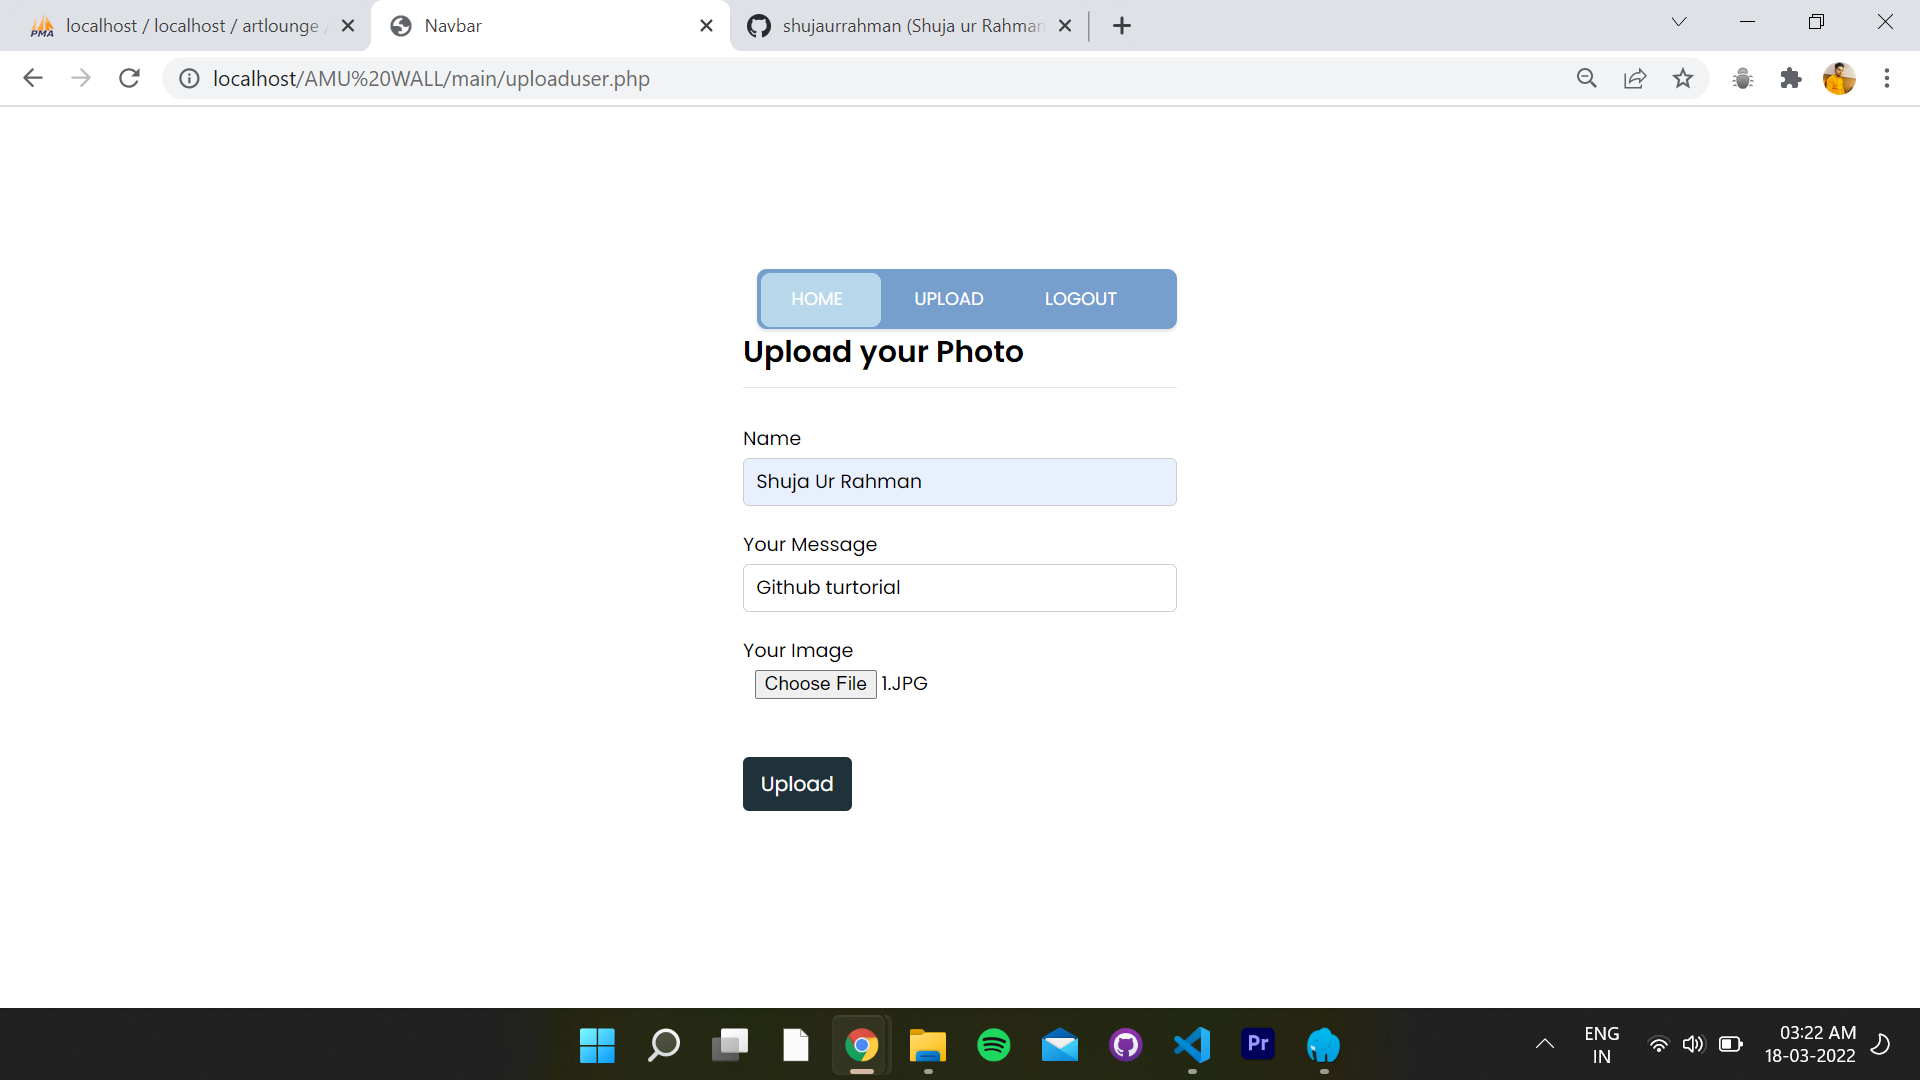 PMA localhost / localhost / artlounge /
Navbar
shujaurrahman (Shuja ur Rahman
localhost/AMU%20WALL/main/uploaduser.php
HOME UPLOAD LOGOUT
Upload your Photo
Name
Shuja Ur Rahman
Your Message
Github turtorial
Your Image
Choose File 1.JPG
Upload
Pr
ENG
IN
03:22 AM
18-03-2022